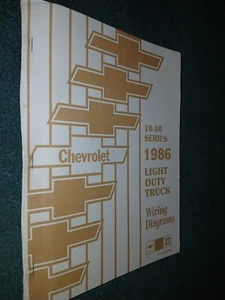 Chevrolet
10-30
SERIES
1986
LIGHT
DUTY
TRUCK
Wiring
Diagrams